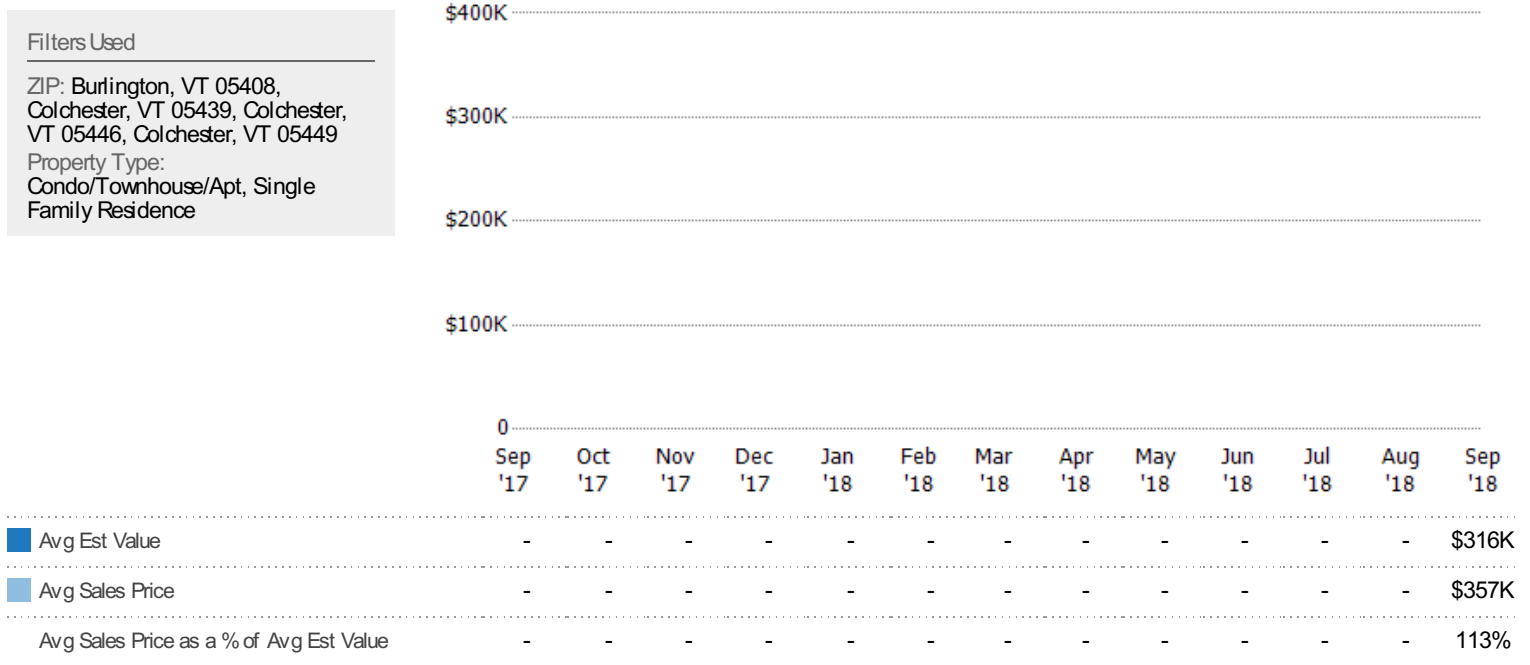 Filters Used
ZIP: Burlington, VT 05408,
Colchester, VT 05439, Colchester,
VT 05446, Colchester, VT 05449
Property Type:
Condo/Townhouse/Apt, Single
Family Residence
$400K
$300K
$200K
$100K
0
Sep Oct Nov Dec Jan Feb Mar Apr May Jun Jul Aug Sep
'17 '17 '17 '17 '18 '18 '18 '18 '18 '18 '18 '18 '18
Avg Est Value - - - - - - - - - - - - $316K
Avg Sales Price - - - - - - - - - - - - $357K
Avg Sales Price as a % of Avg Est Value - - - - - - - - - - - - 113%